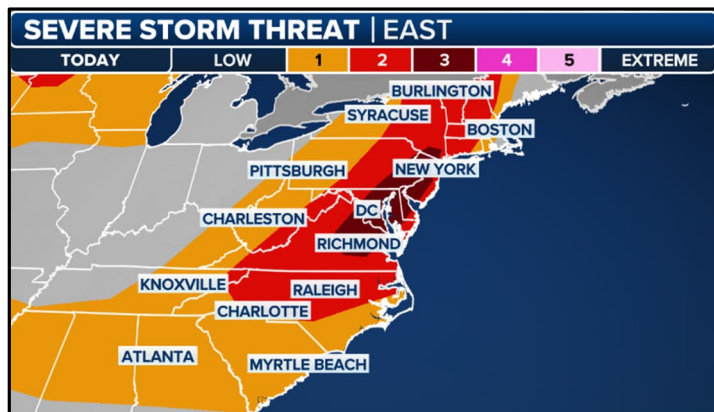 SEVERE STORM THREAT | EAST
TODAY LOW 1 2 3 4 5 EXTREME
BURLINGTON
SYRACUSE
BOSTON
PITTSBURGH
NEW YORK
DC
CHARLESTON
RICHMOND
KNOXVILLE
RALEIGH
CHARLOTTE
ATLANTA
MYRTLE BEACH